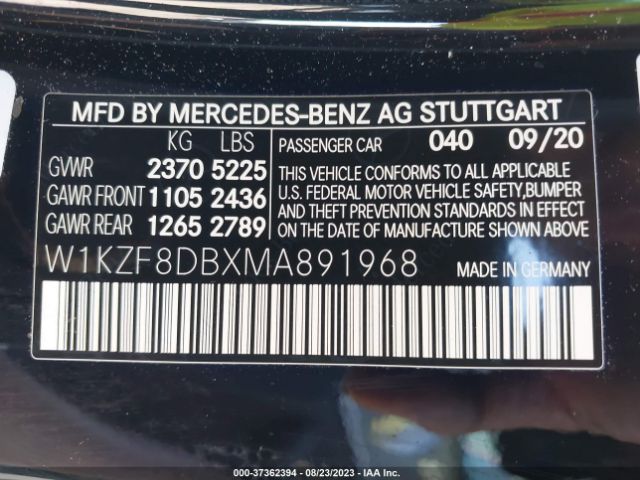 MFD BY MERCEDES-BENZ AG STUTTGART
KG LBS
GVWR 2370 5225
GAWR FRONT 1105 2436
GAWR REAR 1265 2789
PASSENGER CAR 040 09/20
THIS VEHICLE CONFORMS TO ALL APPLICABLE
U.S. FEDERAL MOTOR VEHICLE SAFETY,BUMPER
AND THEFT PREVENTION STANDARDS IN EFFECT
ON THE DATE OF MANUFACTURE SHOWN ABOVE
W1KZF8DBXMA891968 MADE IN GERMANY
000-37362394 - 08/23/2023 - IAA Inc.